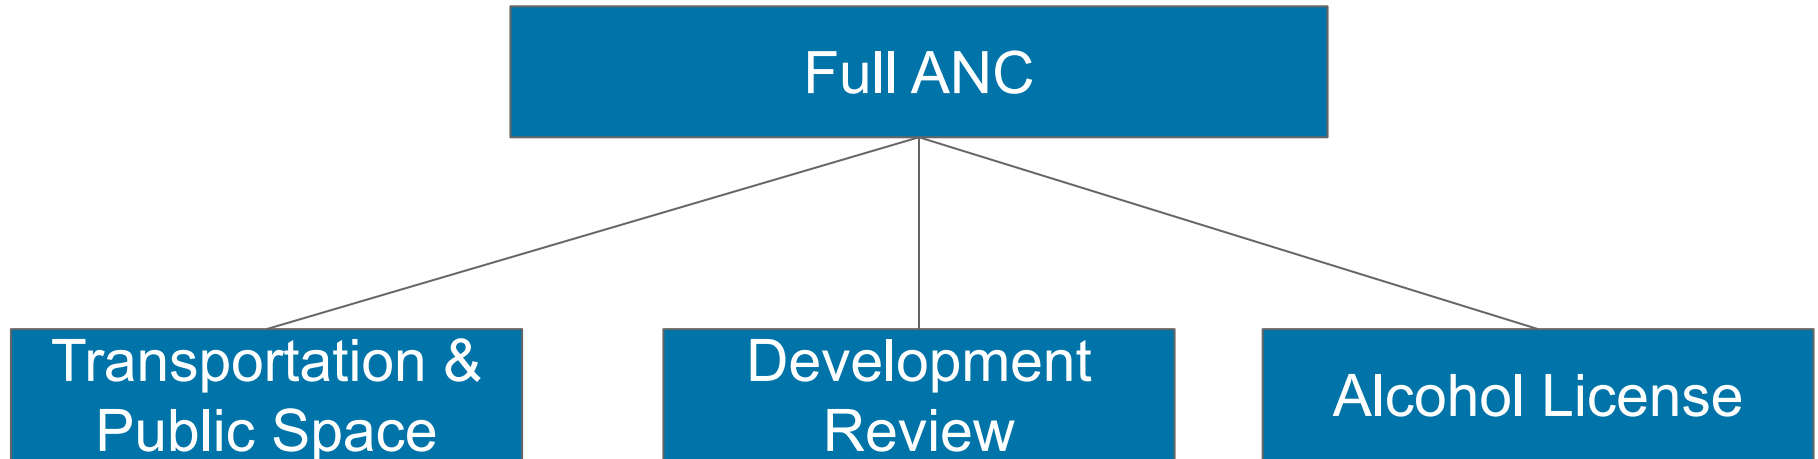 Full ANC
Transportation &
Public Space
Development
Review
Alcohol License